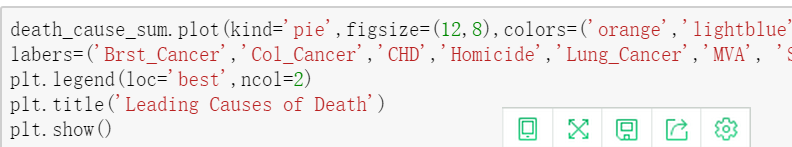 death_cause_sum.plot(kind='pie',figsize=(12,8),colors=('orange','lightblue'
labers=('Brst_Cancer','Col_Cancer','CHD','Homicide','Lung_Cancer','MVA', 'S
plt.legend(loc='best',ncol=2)
plt.title('Leading Causes of Death')
plt.show()